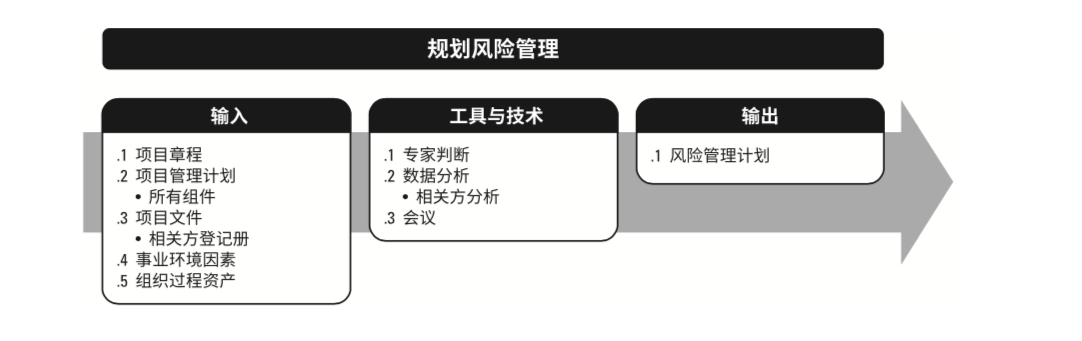 规划风险管理
输入
.1 项目章程
.2 项目管理计划
• 所有组件
.3 项目文件
• 相关方登记册
.4 事业环境因素
.5 组织过程资产
工具与技术
.1 专家判断
.2 数据分析
• 相关方分析
.3 会议
输出
.1 风险管理计划